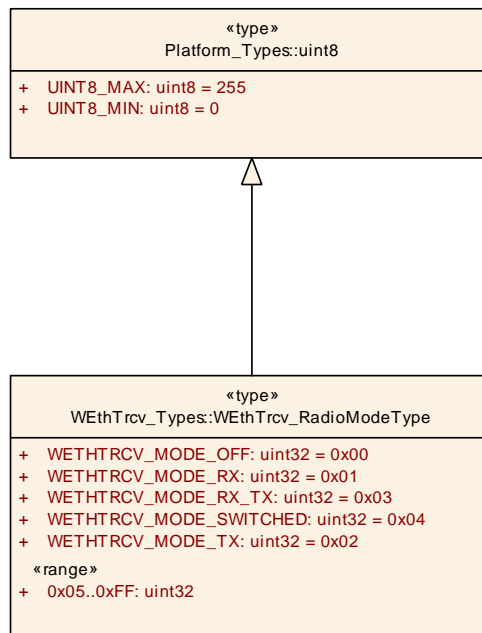 «type»
Platform_Types::uint8
+ UINT8_MAX: uint8 = 255
+ UINT8_MIN: uint8 = 0
«type»
WEthTrcv_Types::WEthTrcv_RadioModeType
+ WETHTRCV_MODE_OFF: uint32 = 0x00
+ WETHTRCV_MODE_RX: uint32 = 0x01
+ WETHTRCV_MODE_RX_TX: uint32 = 0x03
+ WETHTRCV_MODE_SWITCHED: uint32 = 0x04
+ WETHTRCV_MODE_TX: uint32 = 0x02
«range»
+ 0x05..0xFF: uint32